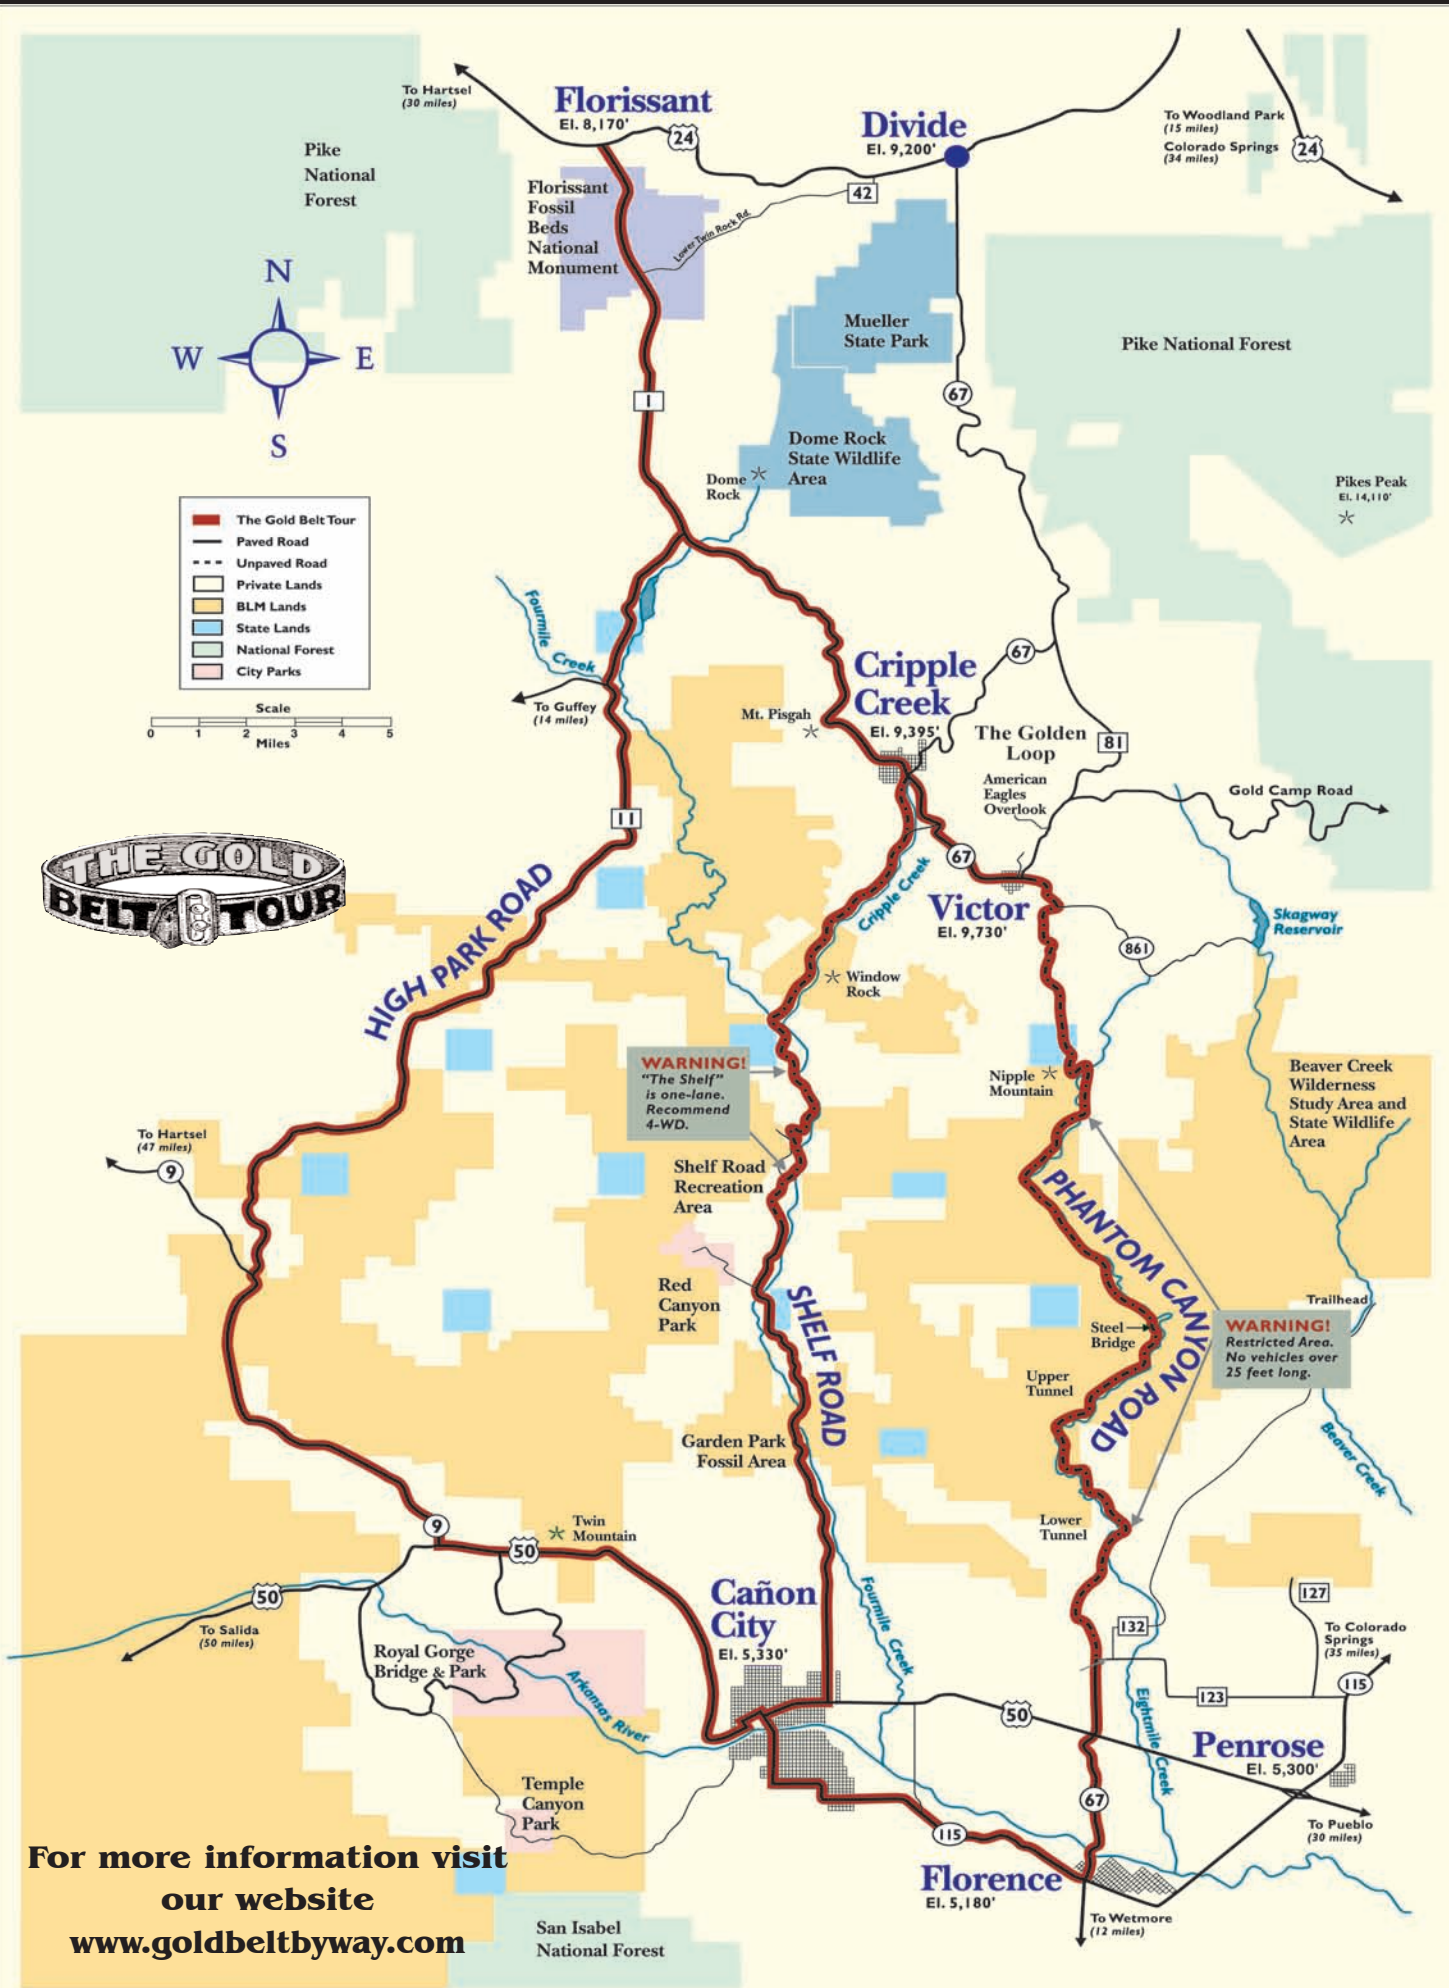 To Hartsel
(30 miles)
Florissant
El. 8,170'
24
Divide
El. 9,200'
To Woodland Park
(15 miles)
Colorado Springs
(34 miles)
24
42
Pike
National
Forest
Florissant
Fossil
Beds
National
Monument
Lower Twin Rock Rd.
N
W
E
S
Mueller
State Park
Pike National Forest
1
67
Dome Rock
State Wildlife
Area
Dome
Rock
Pikes Peak
El. 14,110'
The Gold Belt Tour
Paved Road
Unpaved Road
Private Lands
BLM Lands
State Lands
National Forest
City Parks
Scale
0 1 2 3 4 5
Miles
Fourmile
Creek
To Guffey
(14 miles)
67
Cripple
Creek
El. 9,395'
Mt. Pisgah
The Golden
Loop
81
American
Eagles
Overlook
Gold Camp Road
11
THE GOLD
BELT TOUR
HIGH PARK ROAD
67
Cripple Creek
Victor
El. 9,730'
861
Skagway
Reservoir
Window
Rock
WARNING!
"The Shelf"
is one-lane.
Recommend
4-WD.
Nipple
Mountain
Beaver Creek
Wilderness
Study Area and
State Wildlife
Area
To Hartsel
(47 miles)
9
Shelf Road
Recreation
Area
PHANTOM CANYON ROAD
Red
Canyon
Park
SHELF ROAD
Trailhead
Steel
Bridge
WARNING!
Restricted Area.
No vehicles over
25 feet long.
Upper
Tunnel
Garden Park
Fossil Area
Beaver Creek
9
Twin
Mountain
50
Lower
Tunnel
50
To Salida
(50 miles)
Cañon
City
El. 5,330'
Fourmile Creek
127
132
To Colorado
Springs
(35 miles)
115
Royal Gorge
Bridge & Park
Arkansas River
123
50
Eightmile Creek
Penrose
El. 5,300'
Temple
Canyon
Park
67
115
To Pueblo
(30 miles)
Florence
El. 5,180'
To Wetmore
(12 miles)
For more information visit
our website
www.goldbeltbyway.com
San Isabel
National Forest